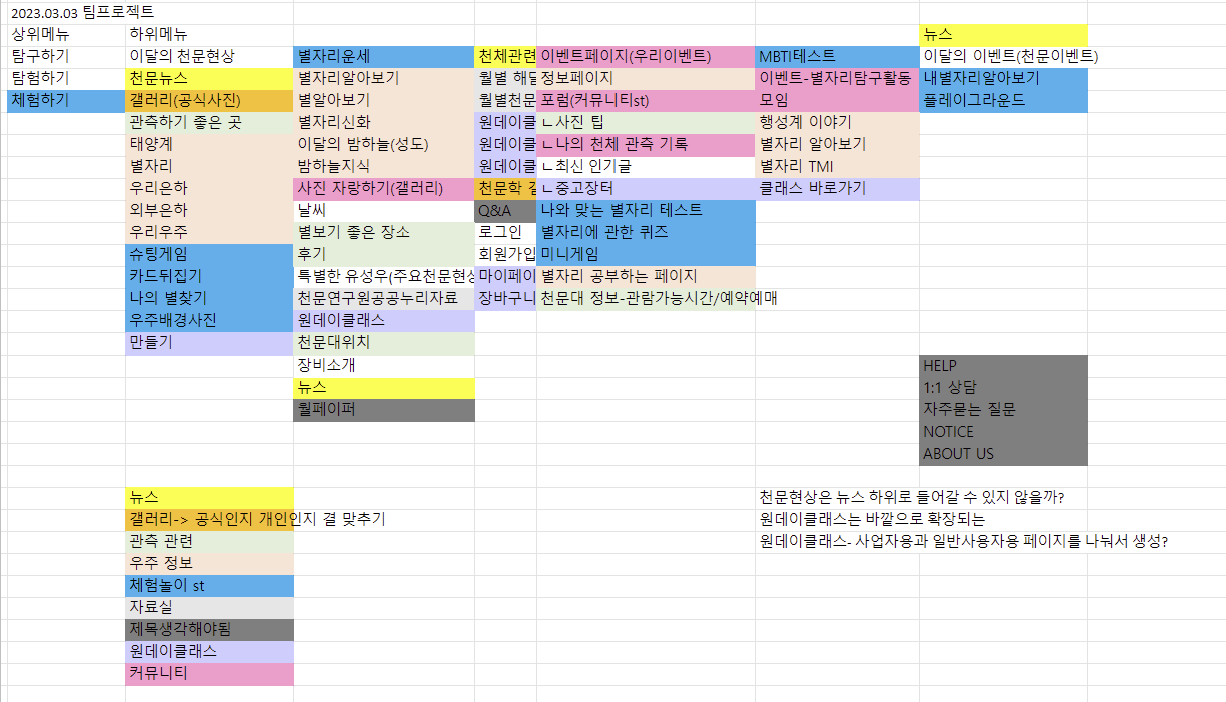 2023.03.03 팀프로젝트
상위메뉴 하위메뉴 뉴스
탐구하기 이달의 천문현상 별자리운세 천체관련 이벤트페이지(우리이벤트) MBTI테스트 이달의 이벤트(천문이벤트)
탐험하기 천문뉴스 별자리알아보기 월별 해달 정보페이지 이벤트-별자리탐구활동 내별자리알아보기
체험하기 갤러리(공식사진) 별알아보기 월별천문 포럼(커뮤니티st) 모임 플레이그라운드
관측하기 좋은 곳 별자리신화 원데이클 ㄴ사진 팁 행성계 이야기
태양계 이달의 밤하늘(성도) 원데이클 ㄴ나의 천체 관측 기록 별자리 알아보기
별자리 밤하늘지식 원데이클 ㄴ최신 인기글 별자리 TMI
우리은하 사진 자랑하기(갤러리) 천문학 ㄴ중고장터 클래스 바로가기
외부은하 날씨 Q&A 나와 맞는 별자리 테스트
우리우주 별보기 좋은 장소 로그인 별자리에 관한 퀴즈
슈팅게임 후기 회원가입 미니게임
카드뒤집기 특별한 유성우(주요천문현상 마이페이 별자리 공부하는 페이지
나의 별찾기 천문연구원공공누리자료 장바구니 천문대 정보-관람가능시간/예약예매
우주배경사진 원데이클래스
만들기 천문대위치
장비소개 HELP
뉴스 1:1 상담
월페이퍼 자주묻는 질문
NOTICE
ABOUT US
뉴스 천문현상은 뉴스 하위로 들어갈 수 있지 않을까?
갤러리-> 공식인지 개인인지 결 맞추기 원데이클래스는 바깥으로 확장되는
관측 관련 원데이클래스- 사업자용과 일반사용자용 페이지를 나눠서 생성?
우주 정보
체험놀이 st
자료실
제목생각해야됨
원데이클래스
커뮤니티